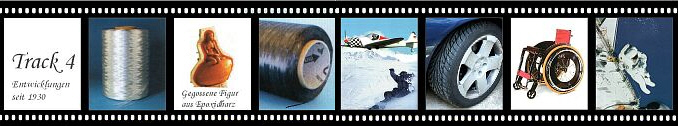 Track 4
Entwicklungen
seit 1930
Gegossene Figur
aus Epoxidharz